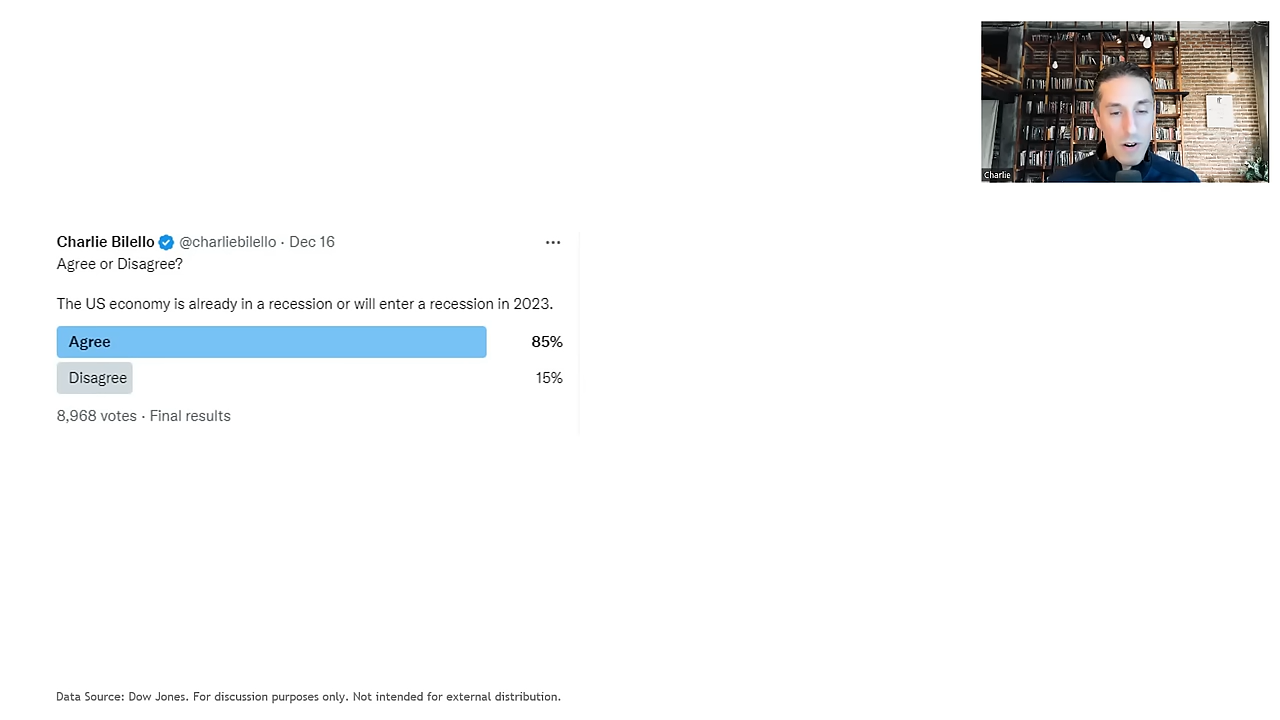 Charlie
Charlie Bilello @charliebilello · Dec 16 ...
Agree or Disagree?
The US economy is already in a recession or will enter a recession in 2023.
Agree 85%
Disagree 15%
8,968 votes · Final results
Data Source: Dow Jones. For discussion purposes only. Not intended for external distribution.